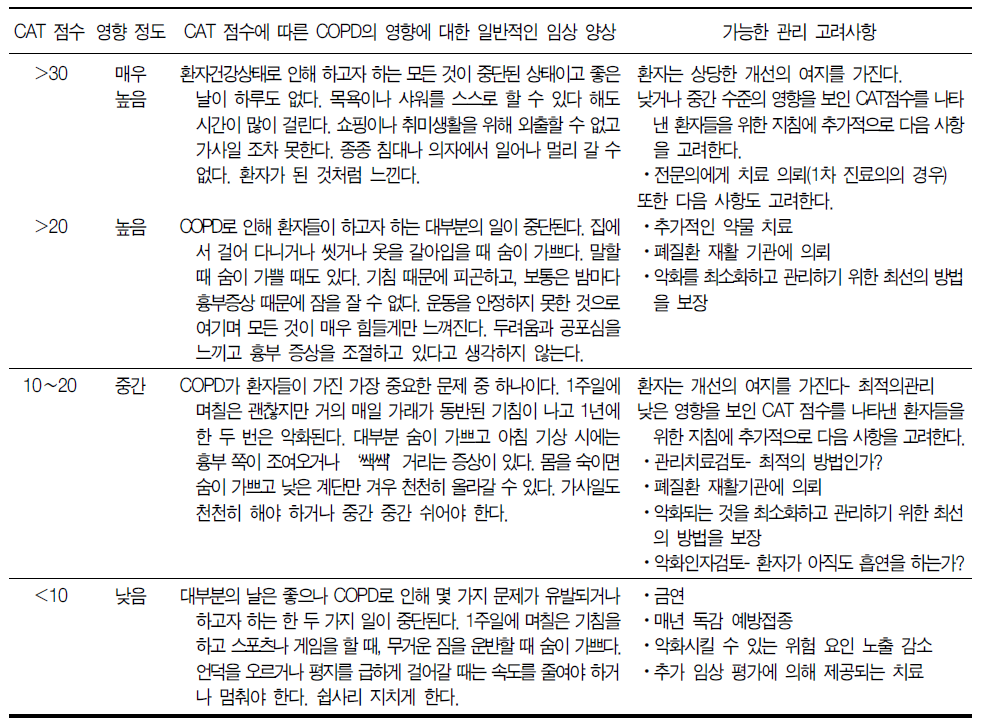 CAT 점수 영향 정도 CAT 점수에 따른 COPD의 영향에 대한 일반적인 임상 양상 가능한 관리 고려사항
>30 매우 높음
환자건강상태로 인해 하고자 하는 모든 것이 중단된 상태이고 좋은
날이 하루도 없다. 목욕이나 샤워를 스스로 할 수 있다 해도
시간이 많이 걸린다. 쇼핑이나 취미생활을 위해 외출할 수 없고
가사일 조차 못한다. 종종 침대나 의자에서 일어나 멀리 갈 수
없다. 환자가 된 것처럼 느낀다.
환자는 상당한 개선의 여지를 가진다.
낮거나 중간 수준의 영향을 보인 CAT점수를 나타
낸 환자들을 위한 지침에 추가적으로 다음 사항
을 고려한다.
・전문의에게 치료 의뢰(1차 진료의의 경우)
또한 다음 사항도 고려한다.
・추가적인 약물 치료
・폐질환 재활 기관에 의뢰
・악화를 최소화하고 관리하기 위한 최선의 방법
을 보장
>20 높음
COPD로 인해 환자들이 하고자 하는 대부분의 일이 중단된다. 집에
서 걸어 다니거나 씻거나 옷을 갈아입을 때 숨이 가쁘다. 말할
때 숨이 가쁠 때도 있다. 기침 때문에 피곤하고, 보통은 밤마다
흉부증상 때문에 잠을 잘 수 없다. 운동을 안정하지 못한 것으로
여기며 모든 것이 매우 힘들게만 느껴진다. 두려움과 공포심을
느끼고 흉부 증상을 조절하고 있다고 생각하지 않는다.
10~20 중간
COPD가 환자들이 가진 가장 중요한 문제 중 하나이다. 1주일에
며칠은 괜찮지만 거의 매일 가래가 동반된 기침이 나고 1년에
한 두 번은 악화된다. 대부분 숨이 가쁘고 아침 기상 시에는
흉부 쪽이 조여오거나 ‘쌕쌕’ 거리는 증상이 있다. 몸을 숙이면
숨이 가쁘고 낮은 계단만 겨우 천천히 올라갈 수 있다. 가사일도
천천히 해야 하거나 중간 중간 쉬어야 한다.
환자는 개선의 여지를 가진다- 최적의관리
낮은 영향을 보인 CAT 점수를 나타낸 환자들을
위한 지침에 추가적으로 다음 사항을 고려한다.
・관리치료검토- 최적의 방법인가?
・폐질환 재활기관에 의뢰
・악화되는 것을 최소화하고 관리하기 위한 최선
의 방법을 보장
・악화인자검토- 환자가 아직도 흡연을 하는가?
<10 낮음
대부분의 날은 좋으나 COPD로 인해 몇 가지 문제가 유발되거나
하고자 하는 한 두 가지 일이 중단된다. 1주일에 며칠은 기침을
하고 스포츠나 게임을 할 때, 무거운 짐을 운반할 때 숨이 가쁘다.
언덕을 오르거나 평지를 급하게 걸어갈 때는 속도를 줄여야 하거
나 멈춰야 한다. 쉽사리 지치게 한다.
・금연
・매년 독감 예방접종
・악화시킬 수 있는 위험 요인 노출 감소
・추가 임상 평가에 의해 제공되는 치료